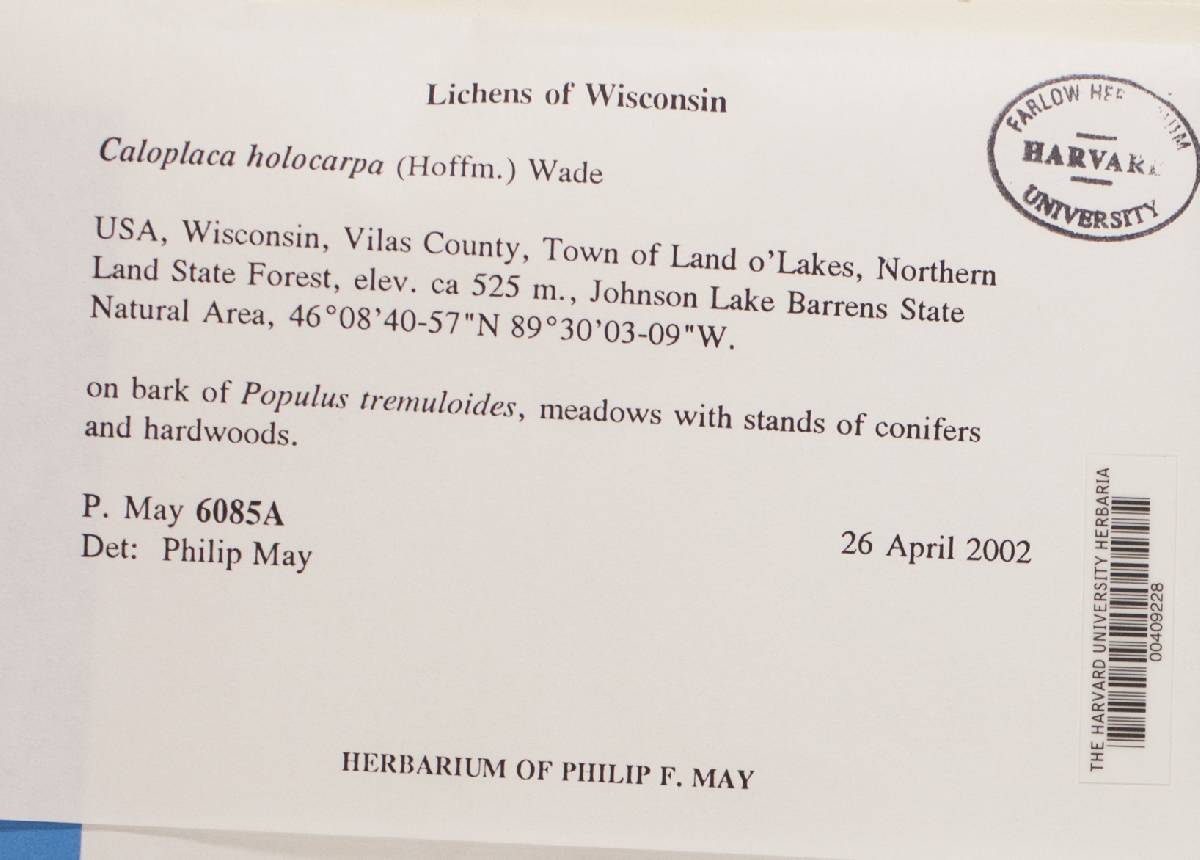 Lichens of Wisconsin
FARLOW
HARVARD
UNIVERSITY
Caloplaca holocarpa (Hoffm.) Wade
USA, Wisconsin, Vilas County, Town of Land o'Lakes, Northern
Land State Forest, elev. ca 525 m., Johnson Lake Barrens State
Natural Area, 46°08'40-57"N 89°30'03-09"W.
on bark of Populus tremuloides, meadows with stands of conifers
and hardwoods.
P. May 6085A
Det: Philip May
26 April 2002
THE HARVARD UNIVERSITY HERBARIA
00409228
HERBARIUM OF PHILIP F. MAY